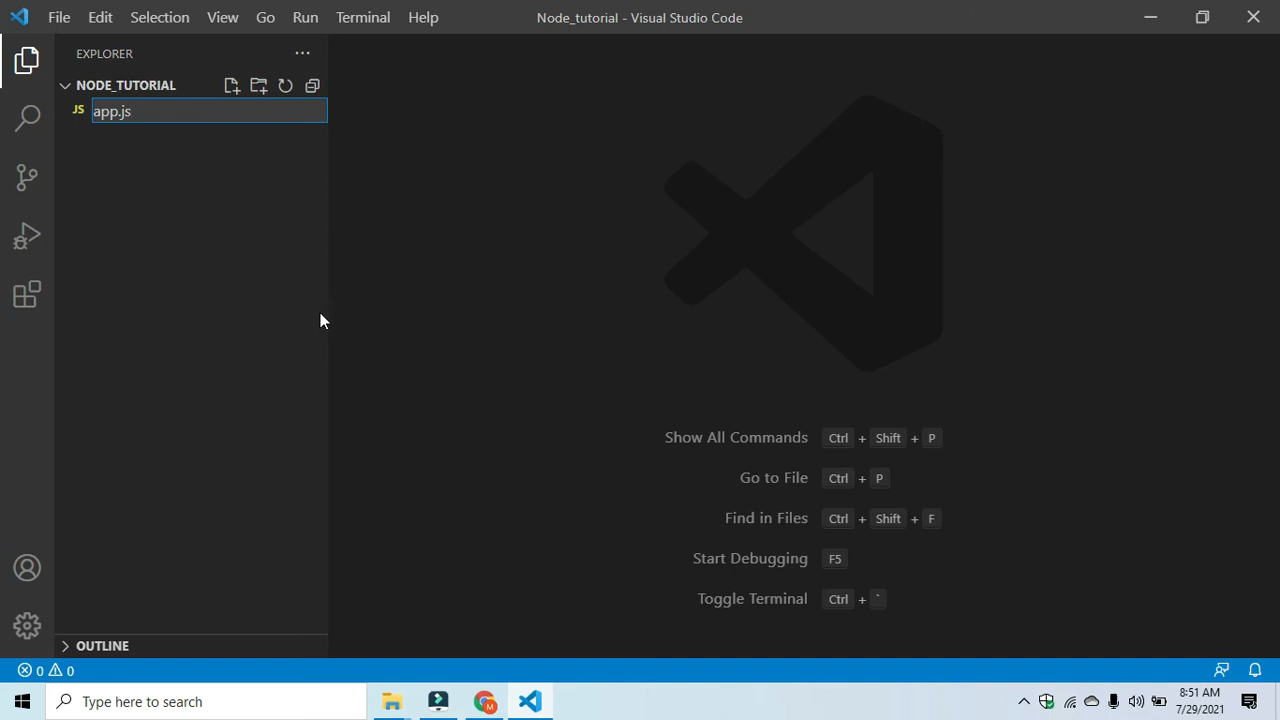 File Edit Selection View Go Run Terminal Help Node_tutorial - Visual Studio Code
EXPLORER
NODE_TUTORIAL
JS app.js
Show All Commands Ctrl + Shift + P
Go to File Ctrl + P
Find in Files Ctrl + Shift + F
Start Debugging F5
Toggle Terminal Ctrl + `
OUTLINE
0 0
Type here to search
M
8:51 AM
7/29/2021